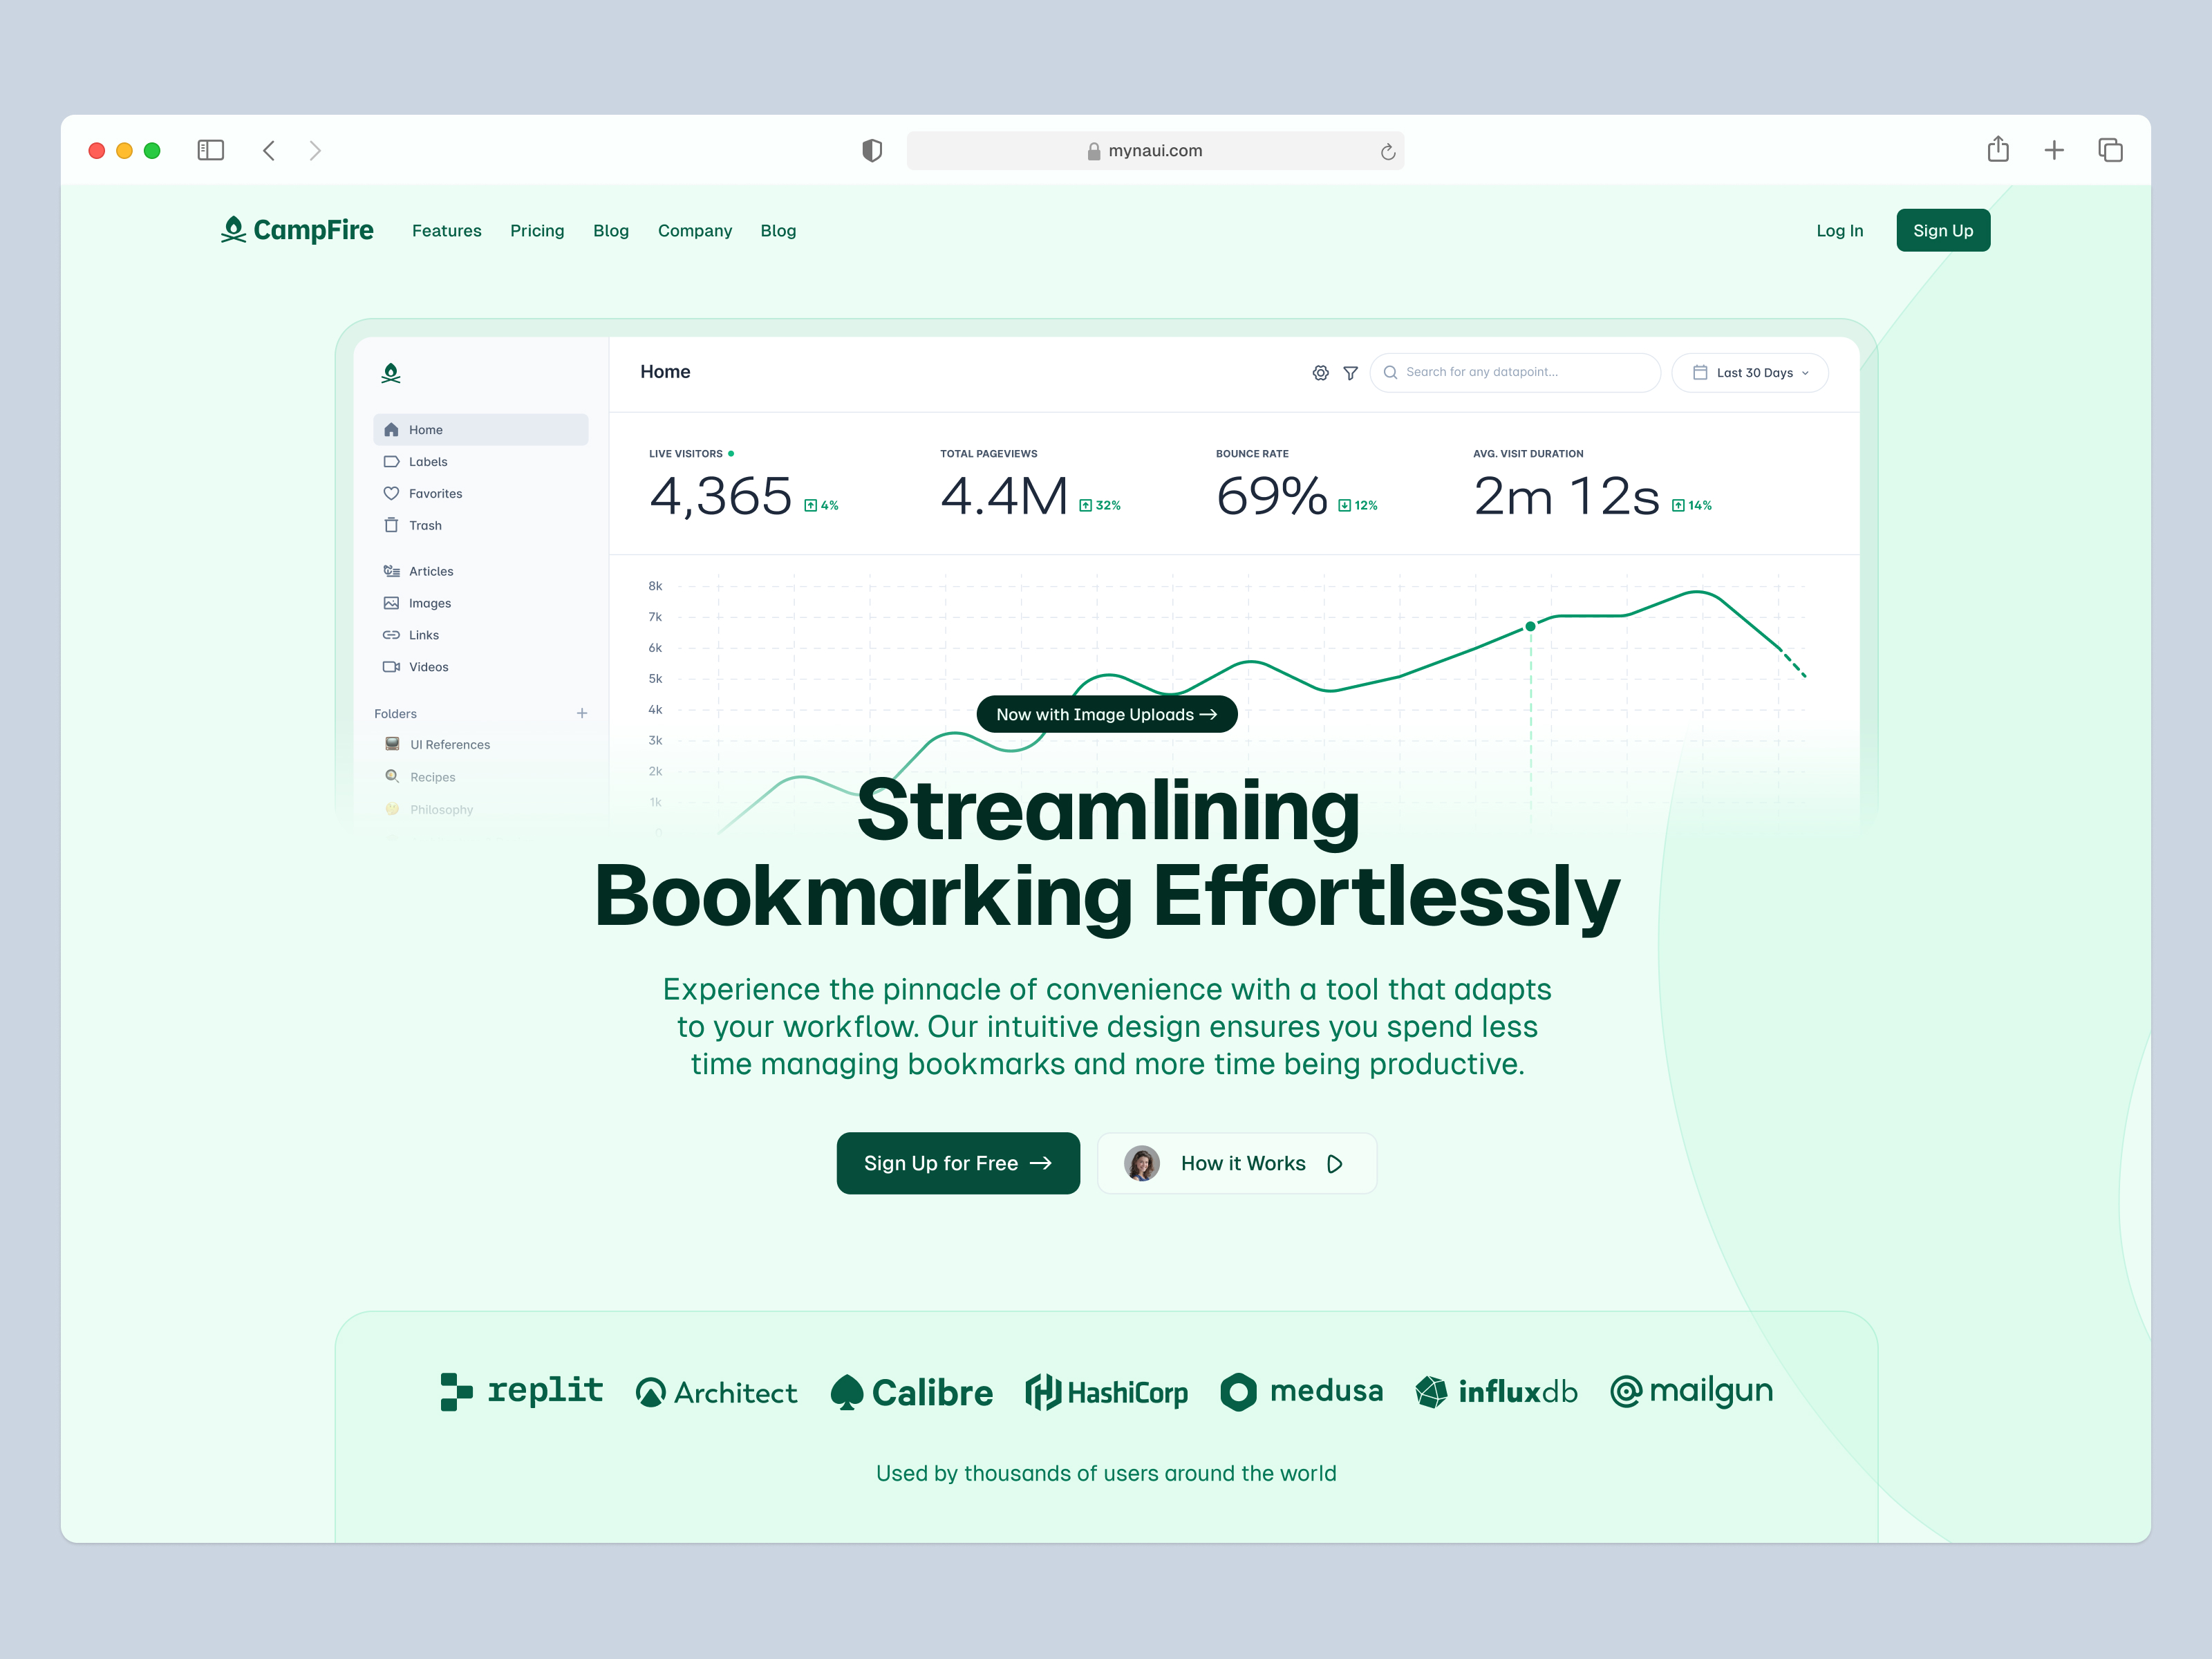 mynaui.com
CampFire
Features
Pricing
Blog
Company
Blog
Log In
Sign Up
Home
Search for any datapoint...
Last 30 Days
Home
Labels
Favorites
Trash
Articles
Images
Links
Videos
Folders
UI References
Recipes
Philosophy
LIVE VISITORS
4,365
4%
TOTAL PAGEVIEWS
4.4M
32%
BOUNCE RATE
69%
12%
AVG. VISIT DURATION
2m 12s
14%
8k
7k
6k
5k
4k
3k
2k
1k
0
Now with Image Uploads →
Streamlining
Bookmarking Effortlessly
Experience the pinnacle of convenience with a tool that adapts
to your workflow. Our intuitive design ensures you spend less
time managing bookmarks and more time being productive.
Sign Up for Free →
How it Works
replit
Architect
Calibre
HashiCorp
medusa
influxdb
mailgun
Used by thousands of users around the world